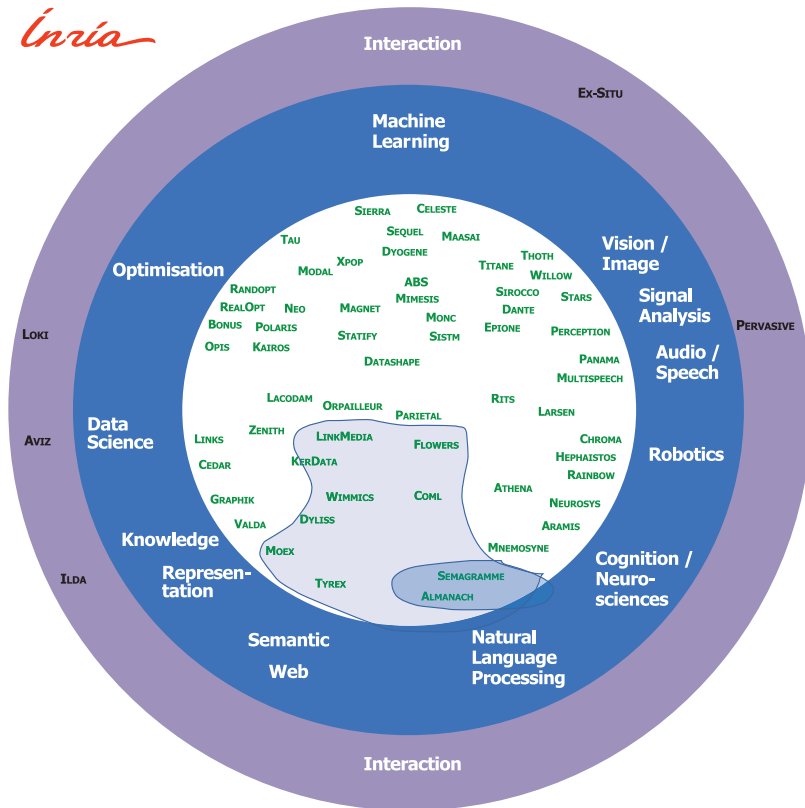 Inria
Interaction
Ex-Situ
Machine
Learning
Sierra
Celeste
Tau
Sequel
Maasai
Dyogene
Vision /
Image
Optimisation
Modal
Xpop
Titane
Thoth
Willow
Randopt
ABS
Mimesis
Sirocco
Stars
Signal
Analysis
RealOpt
Neo
Magnet
Monc
Dante
Bonus
Polaris
Statify
Sistm
Epione
Perception
Pervasive
Loki
Opis
Kairos
Datashape
Panama
Multispeech
Audio /
Speech
Lacodam
Orpailleur
Parietal
Rits
Larsen
Data
Science
Aviz
Links
Zenith
LinkMedia
Flowers
Chroma
Hephaistos
Rainbow
Robotics
Cedar
KerData
Graphik
Wimmics
Coml
Athena
Neurosys
Valda
Dyliss
Aramis
Knowledge
Represen-
tation
Moex
Mnemosyne
Cognition /
Neuro-
sciences
Ilda
Tyrex
Semagramme
Almanach
Semantic
Web
Natural
Language
Processing
Interaction